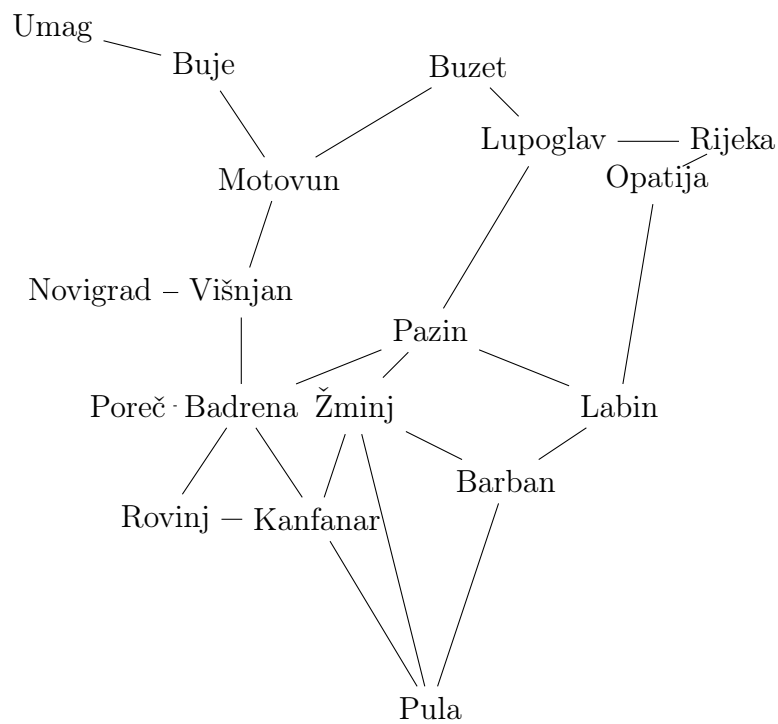 Umag
Buje
Buzet
Lupoglav
Rijeka
Opatija
Motovun
Novigrad
Višnjan
Pazin
Poreč
Badrena
Žminj
Labin
Barban
Rovinj
Kanfanar
Pula